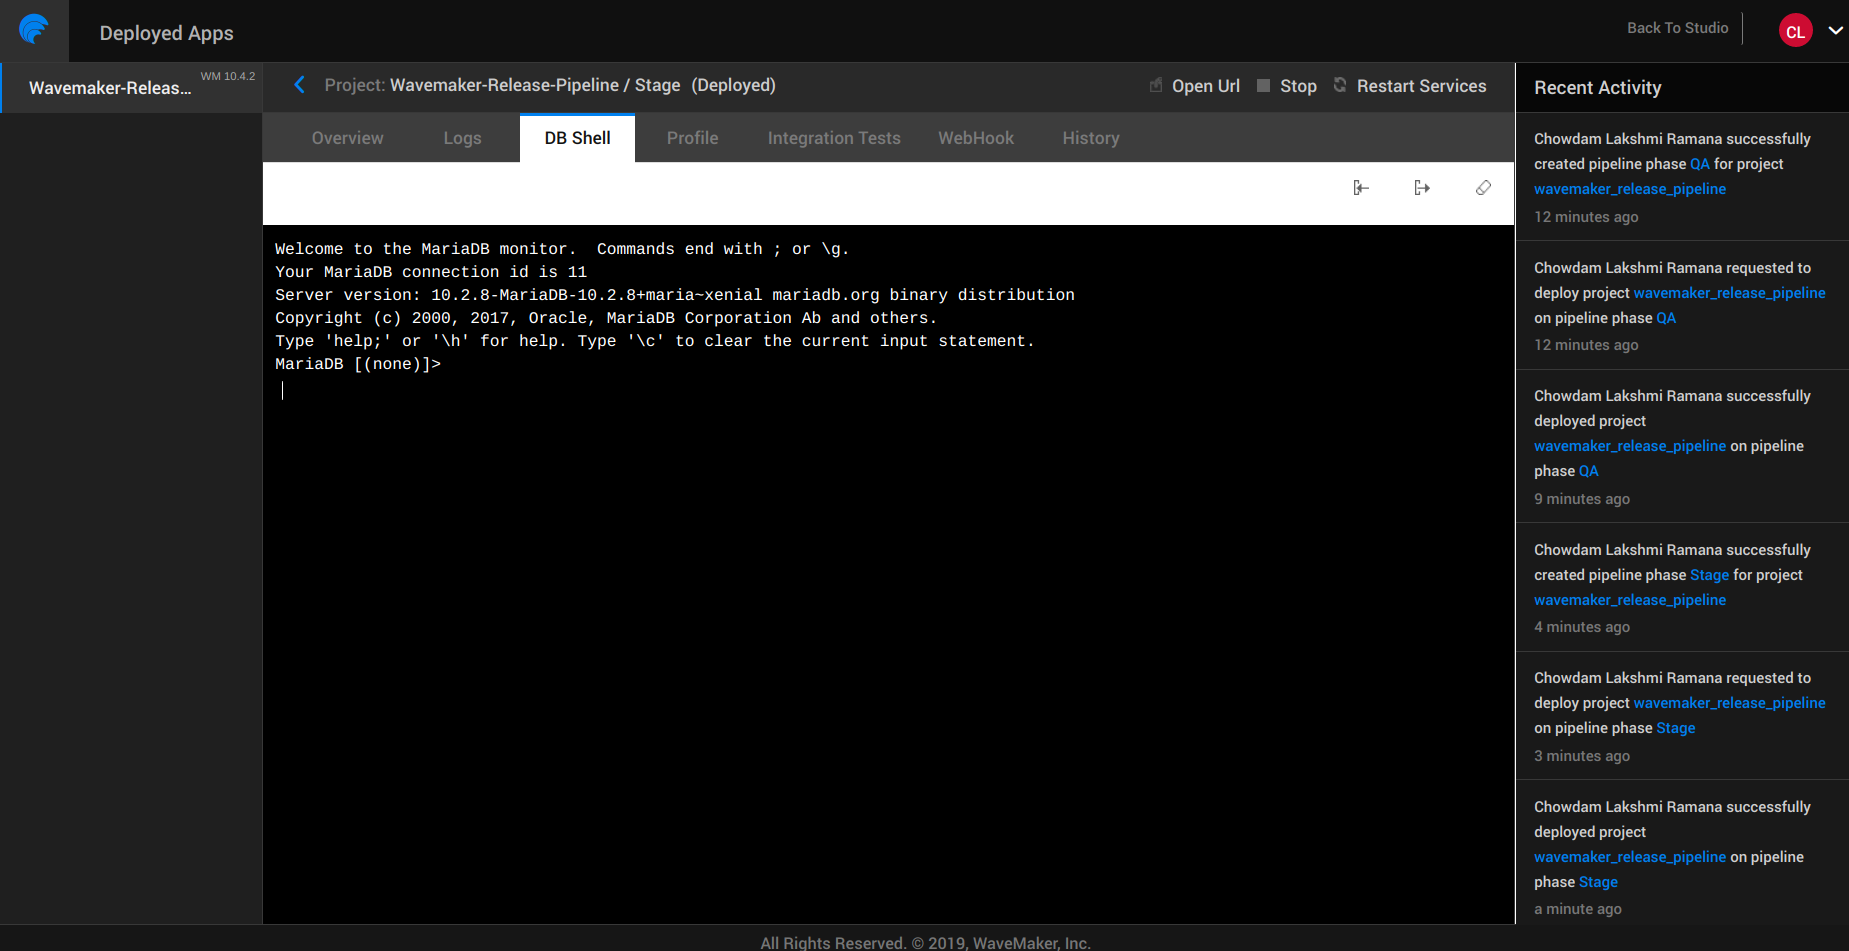 Deployed Apps
Back To Studio
CL
Wavemaker-Releas...
WM 10.4.2
Project: Wavemaker-Release-Pipeline / Stage (Deployed)
Open Url
Stop
Restart Services
Overview
Logs
DB Shell
Profile
Integration Tests
WebHook
History
Welcome to the MariaDB monitor.  Commands end with ; or \g.
Your MariaDB connection id is 11
Server version: 10.2.8-MariaDB-10.2.8+maria~xenial mariadb.org binary distribution
Copyright (c) 2000, 2017, Oracle, MariaDB Corporation Ab and others.
Type 'help;' or '\h' for help. Type '\c' to clear the current input statement.
MariaDB [(none)]>
Recent Activity
Chowdam Lakshmi Ramana successfully
created pipeline phase QA for project
wavemaker_release_pipeline
12 minutes ago
Chowdam Lakshmi Ramana requested to
deploy project wavemaker_release_pipeline
on pipeline phase QA
12 minutes ago
Chowdam Lakshmi Ramana successfully
deployed project
wavemaker_release_pipeline on pipeline
phase QA
9 minutes ago
Chowdam Lakshmi Ramana successfully
created pipeline phase Stage for project
wavemaker_release_pipeline
4 minutes ago
Chowdam Lakshmi Ramana requested to
deploy project wavemaker_release_pipeline
on pipeline phase Stage
3 minutes ago
Chowdam Lakshmi Ramana successfully
deployed project
wavemaker_release_pipeline on pipeline
phase Stage
a minute ago
All Rights Reserved. © 2019, WaveMaker, Inc.